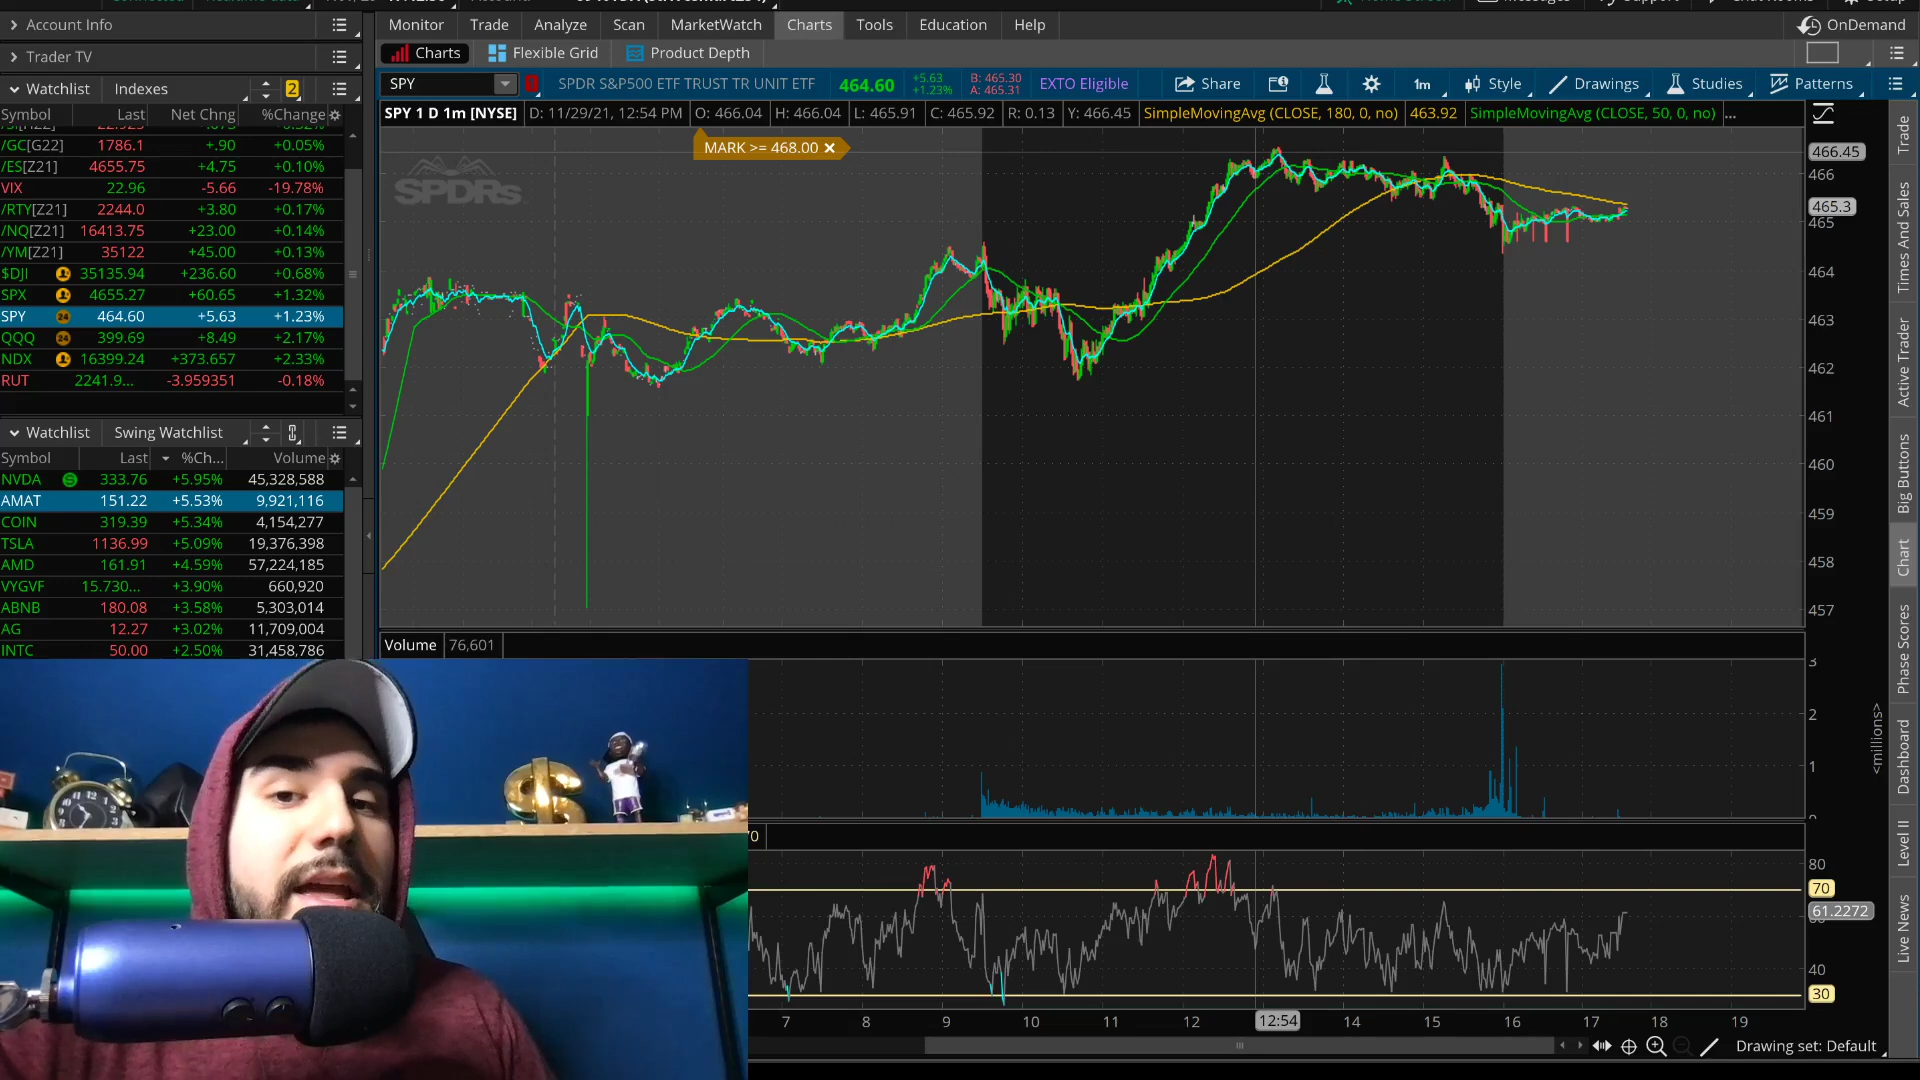 Account Info
Monitor Trade Analyze Scan MarketWatch Charts Tools Education Help
OnDemand
Trader TV
Charts Flexible Grid Product Depth
Watchlist Indexes 2
SPY SPDR S&P500 ETF TRUST TR UNIT ETF 464.60 +5.63 +1.23% B: 465.30 A: 465.31 EXTO Eligible Share 1m Style Drawings Studies Patterns
Symbol Last Net Chng %Change
SPY 1 D 1m [NYSE] D: 11/29/21, 12:54 PM O: 466.04 H: 466.04 L: 465.91 C: 465.92 R: 0.13 Y: 466.45 SimpleMovingAvg (CLOSE, 180, 0, no) 463.92 SimpleMovingAvg (CLOSE, 50, 0, no) ...
MARK >= 468.00
SPDRs
/GC[G22] 1786.1 +.90 +0.05%
/ES[Z21] 4655.75 +4.75 +0.10%
VIX 22.96 -5.66 -19.78%
/RTY[Z21] 2244.0 +3.80 +0.17%
/NQ[Z21] 16413.75 +23.00 +0.14%
/YM[Z21] 35122 +45.00 +0.13%
$DJI 35135.94 +236.60 +0.68%
SPX 4655.27 +60.65 +1.32%
SPY 24 464.60 +5.63 +1.23%
QQQ 24 399.69 +8.49 +2.17%
NDX 16399.24 +373.657 +2.33%
RUT 2241.9... -3.959351 -0.18%
Watchlist Swing Watchlist
Symbol Last %Ch... Volume
NVDA 333.76 +5.95% 45,328,588
AMAT 151.22 +5.53% 9,921,116
COIN 319.39 +5.34% 4,154,277
TSLA 1136.99 +5.09% 19,376,398
AMD 161.91 +4.59% 57,224,185
VYGVF 15.730... +3.90% 660,920
ABNB 180.08 +3.58% 5,303,014
AG 12.27 +3.02% 11,709,004
INTC 50.00 +2.50% 31,458,786
466.45
466
465.3
465
464
463
462
461
460
459
458
457
Volume 76,601
3
2
1
<millions>
80
70
61.2272
40
30
7 8 9 10 11 12 12:54 14 15 16 17 18 19
Drawing set: Default
Trade
Times And Sales
Active Trader
Big Buttons
Chart
Phase Scores
Dashboard
Level II
Live News